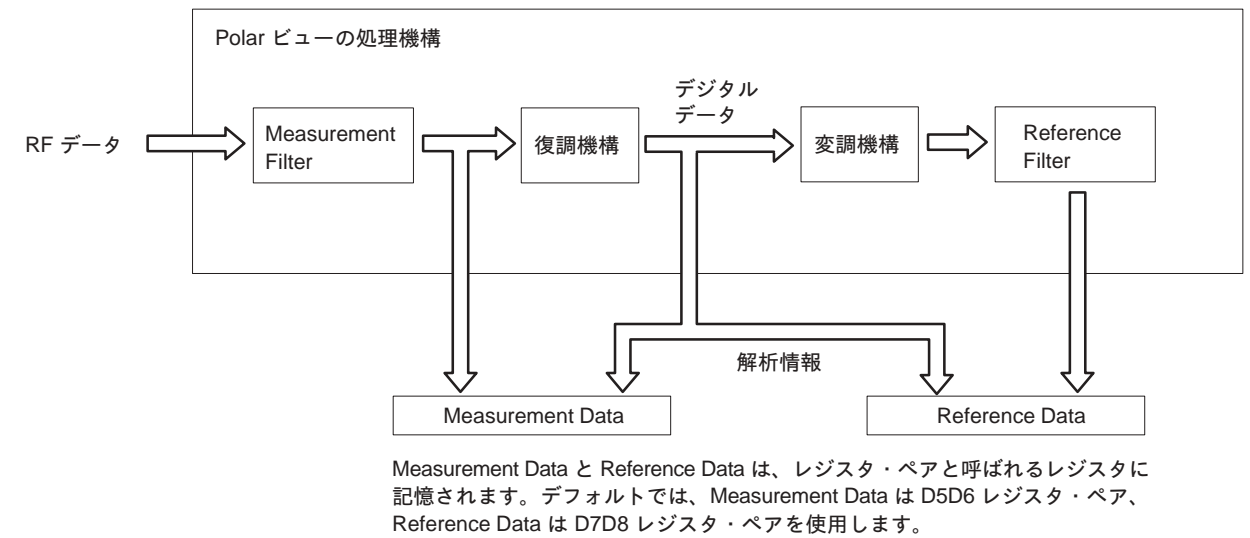 Polar ビューの処理機構
デジタル
データ
RF データ
Measurement
Filter
復調機構
変調機構
Reference
Filter
解析情報
Measurement Data
Reference Data
Measurement Data と Reference Data は、レジスタ・ペアと呼ばれるレジスタに
記憶されます。デフォルトでは、Measurement Data は D5D6 レジスタ・ペア、
Reference Data は D7D8 レジスタ・ペアを使用します。